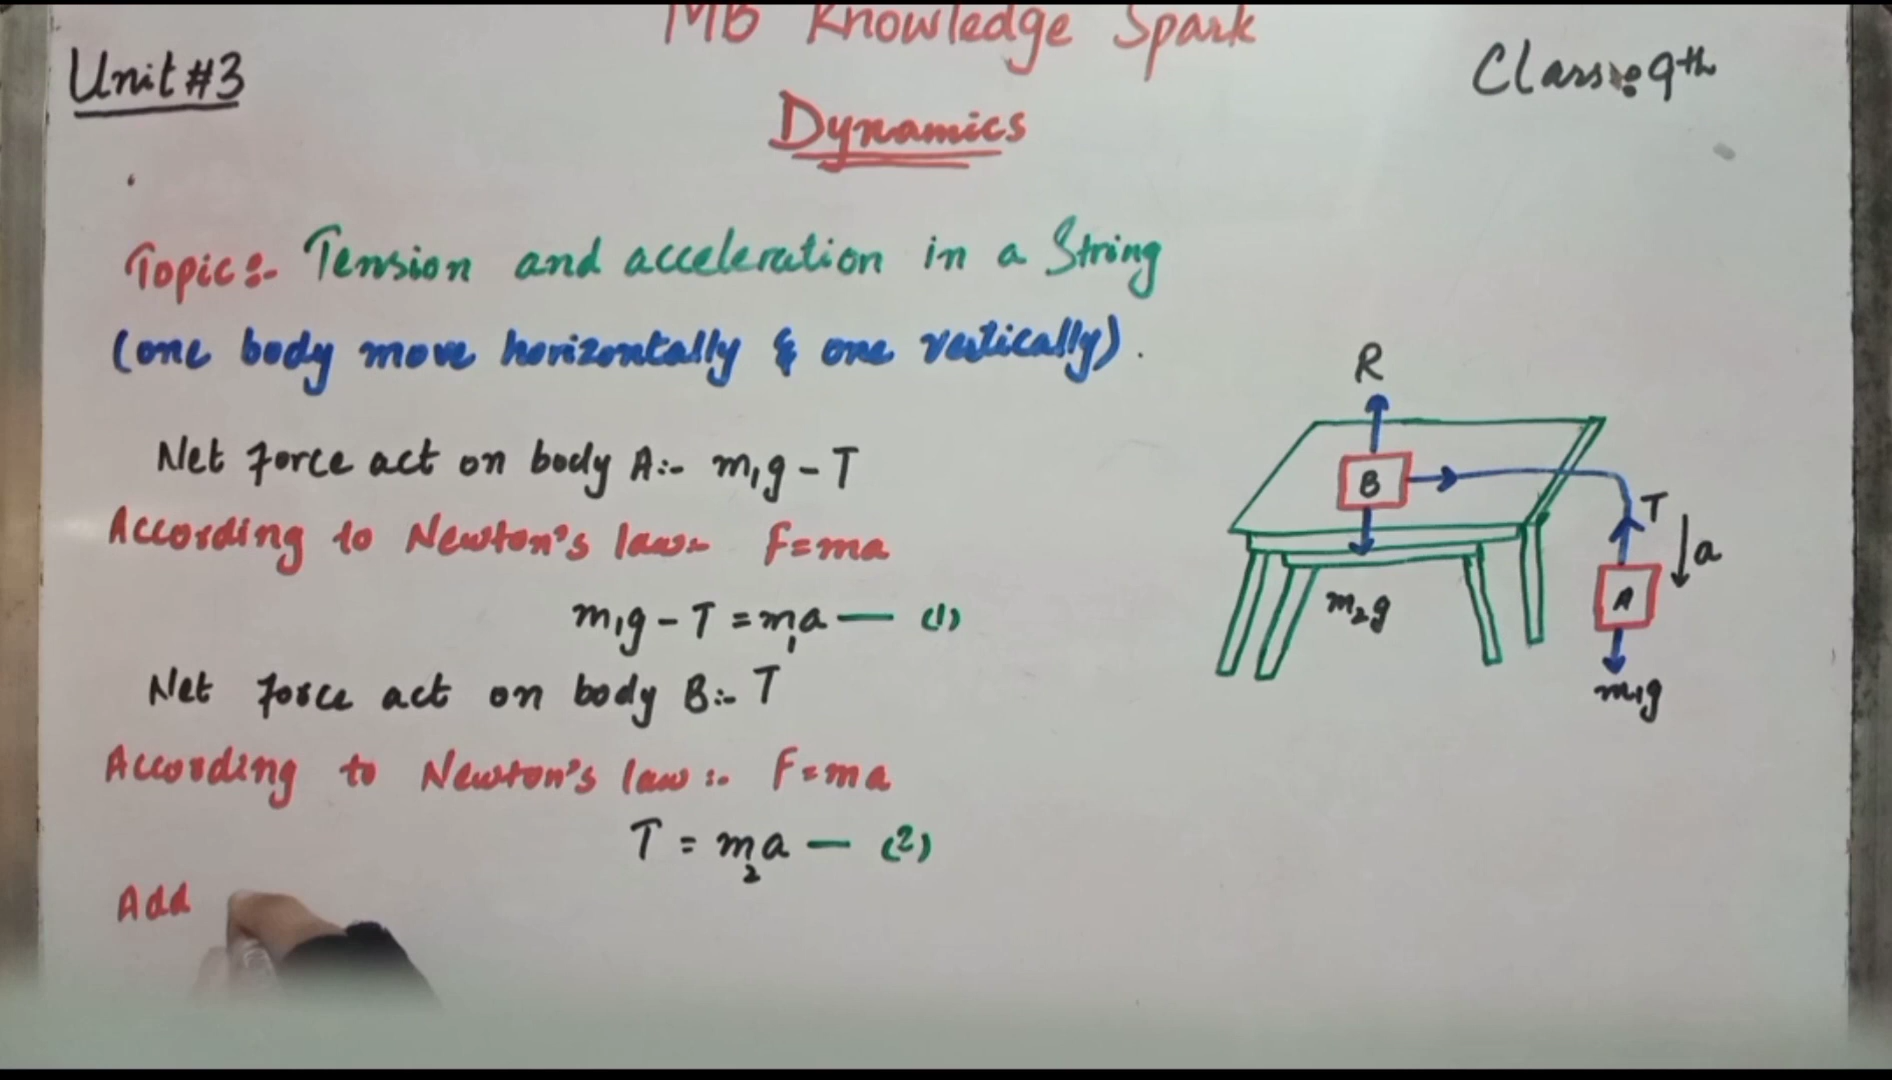 MB Knowledge Spark
Unit #3
Class: 9th
Dynamics
Topic:- Tension and acceleration in a String
(one body move horizontally & one vertically).
Net force act on body A:- m₁g - T
According to Newton's law:- F=ma
m₁g - T = m₁a — (1)
Net force act on body B:- T
According to Newton's law:- F=ma
T = m₂a — (2)
Add
R
B
T
a
A
m₂g
m₁g